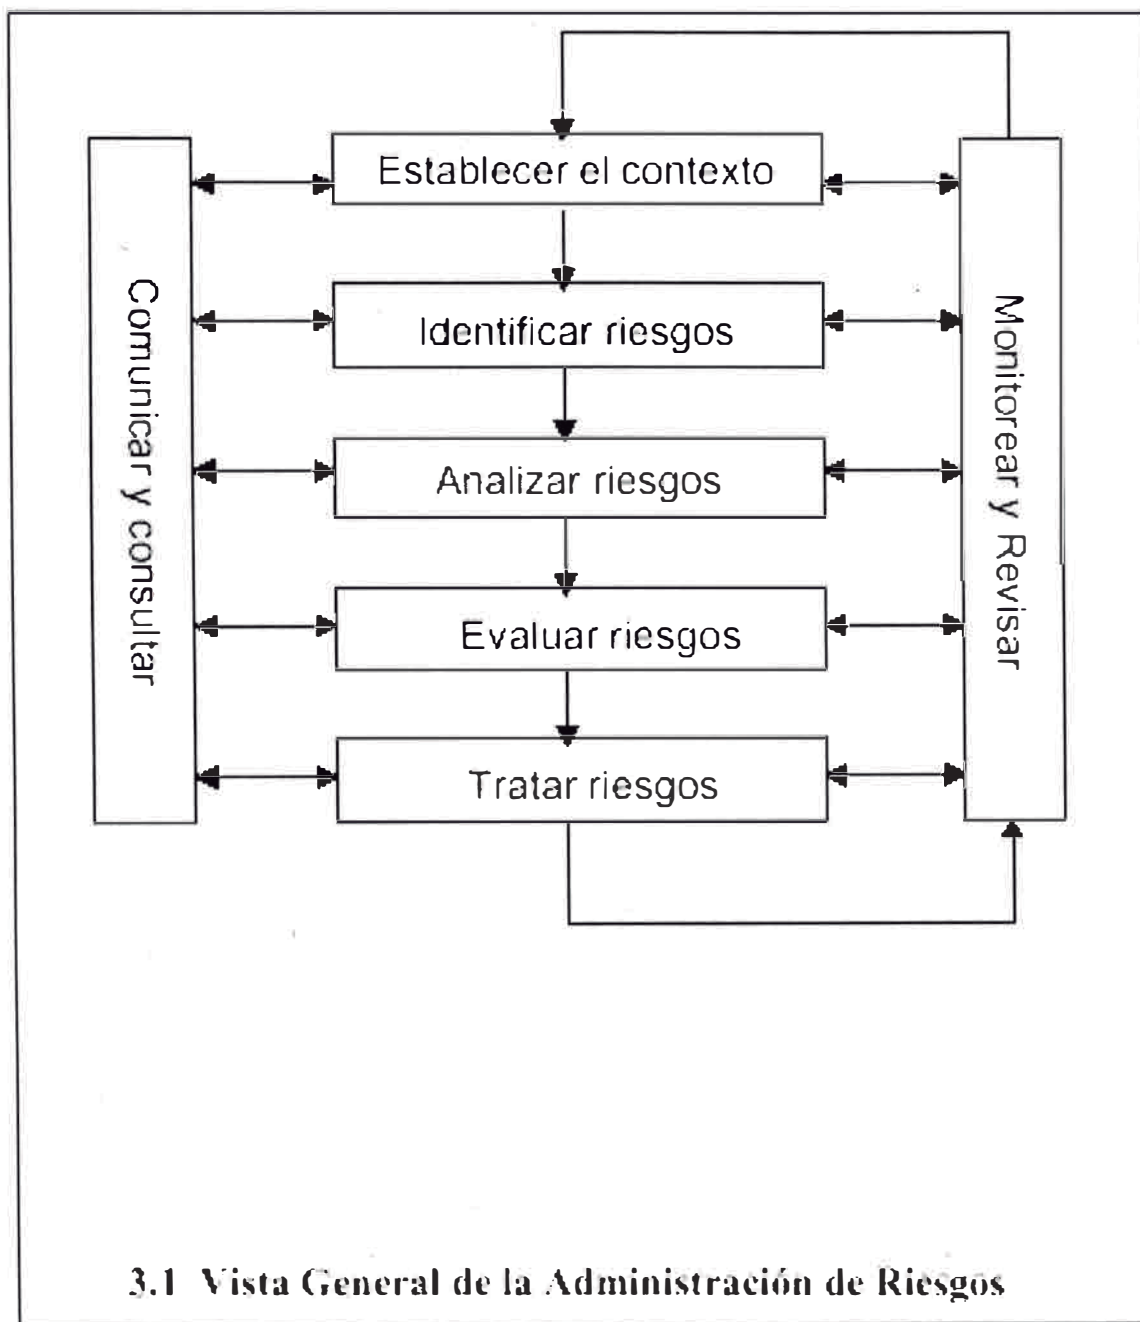 Establecer el contexto
Identificar riesgos
Analizar riesgos
Evaluar riesgos
Tratar riesgos
Comunicar y consultar
Monitorear y Revisar
3.1 Vista General de la Administración de Riesgos